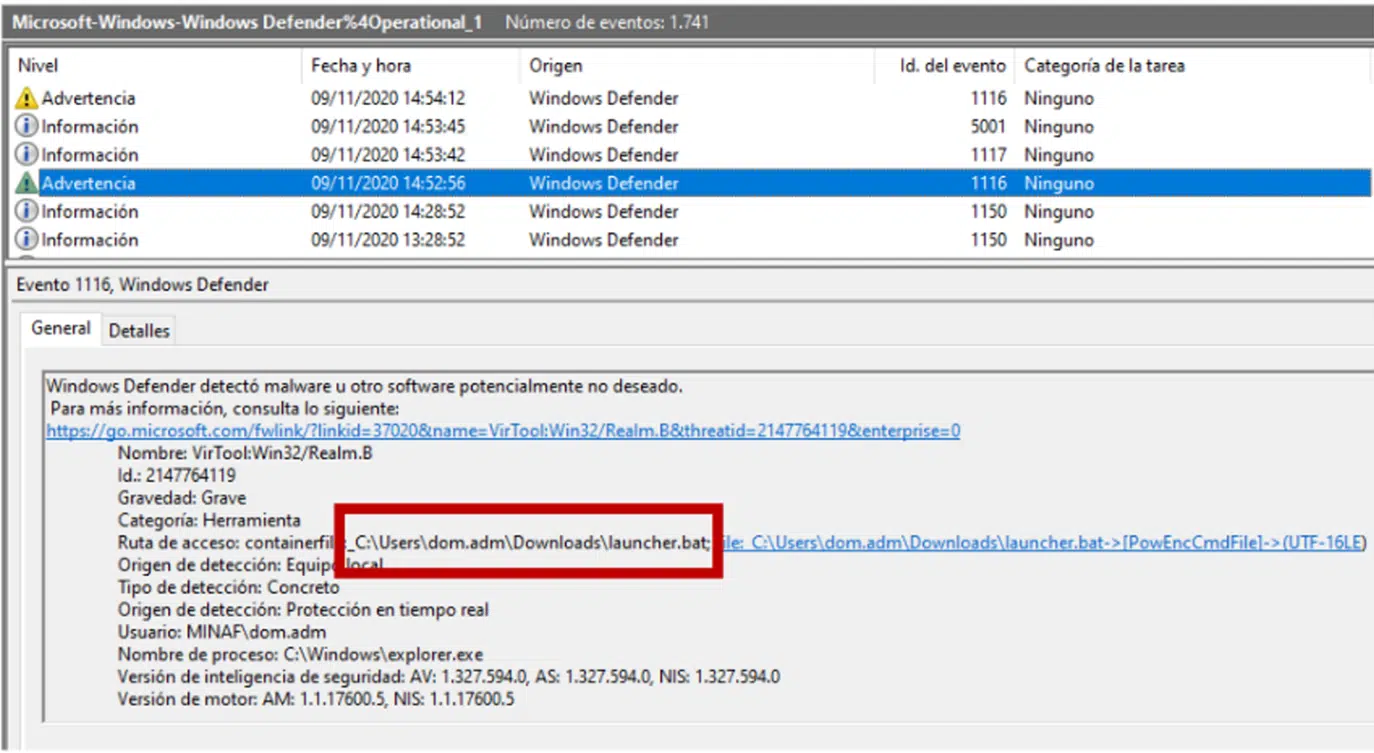 Microsoft-Windows-Windows Defender%4Operational_1 Número de eventos: 1.741
Nivel Fecha y hora Origen Id. del evento Categoría de la tarea
Advertencia 09/11/2020 14:54:12 Windows Defender 1116 Ninguno
Información 09/11/2020 14:53:45 Windows Defender 5001 Ninguno
Información 09/11/2020 14:53:42 Windows Defender 1117 Ninguno
Advertencia 09/11/2020 14:52:56 Windows Defender 1116 Ninguno
Información 09/11/2020 14:28:52 Windows Defender 1150 Ninguno
Información 09/11/2020 13:28:52 Windows Defender 1150 Ninguno
Evento 1116, Windows Defender
General Detalles
Windows Defender detectó malware u otro software potencialmente no deseado.
Para más información, consulta lo siguiente:
https://go.microsoft.com/fwlink/?linkid=37020&name=VirTool:Win32/Realm.B&threatid=2147764119&enterprise=0
Nombre: VirTool:Win32/Realm.B
Id.: 2147764119
Gravedad: Grave
Categoría: Herramienta
Ruta de acceso: containerfile:_C:\Users\dom.adm\Downloads\launcher.bat; file:_C:\Users\dom.adm\Downloads\launcher.bat->[PowEncCmdFile]->(UTF-16LE)
Origen de detección: Equipo local
Tipo de detección: Concreto
Origen de detección: Protección en tiempo real
Usuario: MINAF\dom.adm
Nombre de proceso: C:\Windows\explorer.exe
Versión de inteligencia de seguridad: AV: 1.327.594.0, AS: 1.327.594.0, NIS: 1.327.594.0
Versión de motor: AM: 1.1.17600.5, NIS: 1.1.17600.5